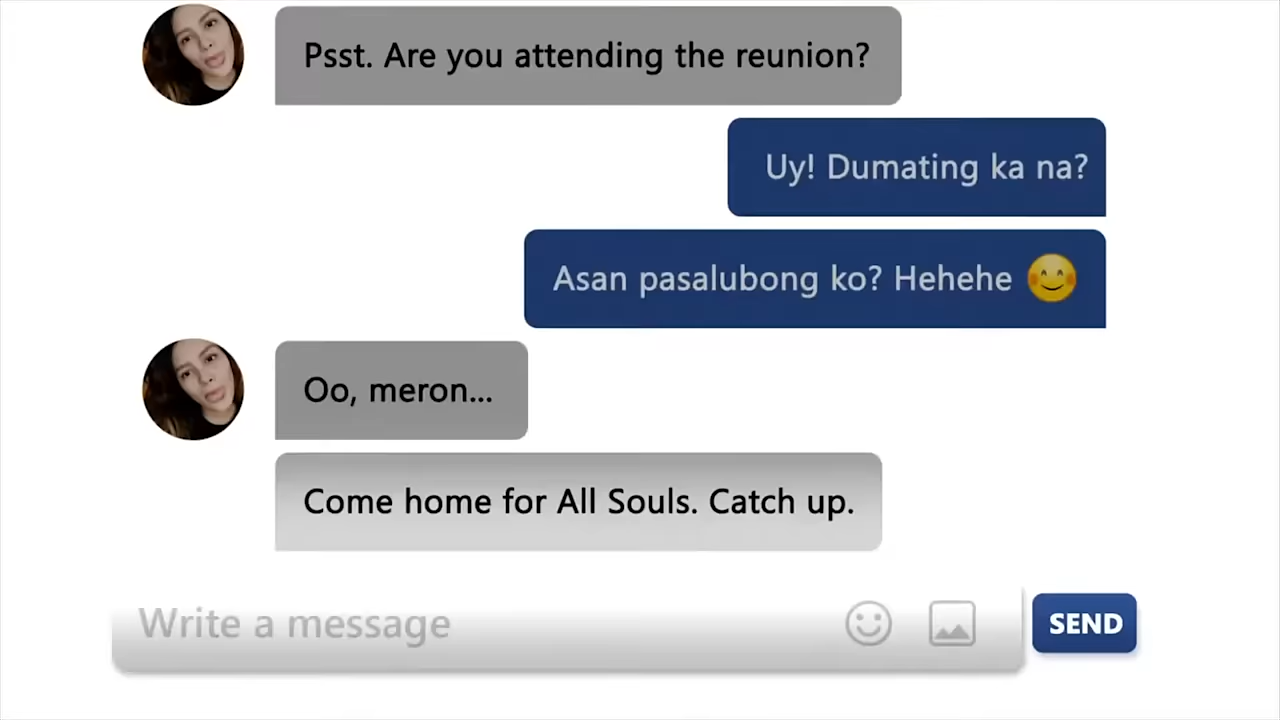 Psst. Are you attending the reunion?
Uy! Dumating ka na?
Asan pasalubong ko? Hehehe 😊
Oo, meron...
Come home for All Souls. Catch up.
Write a message
SEND